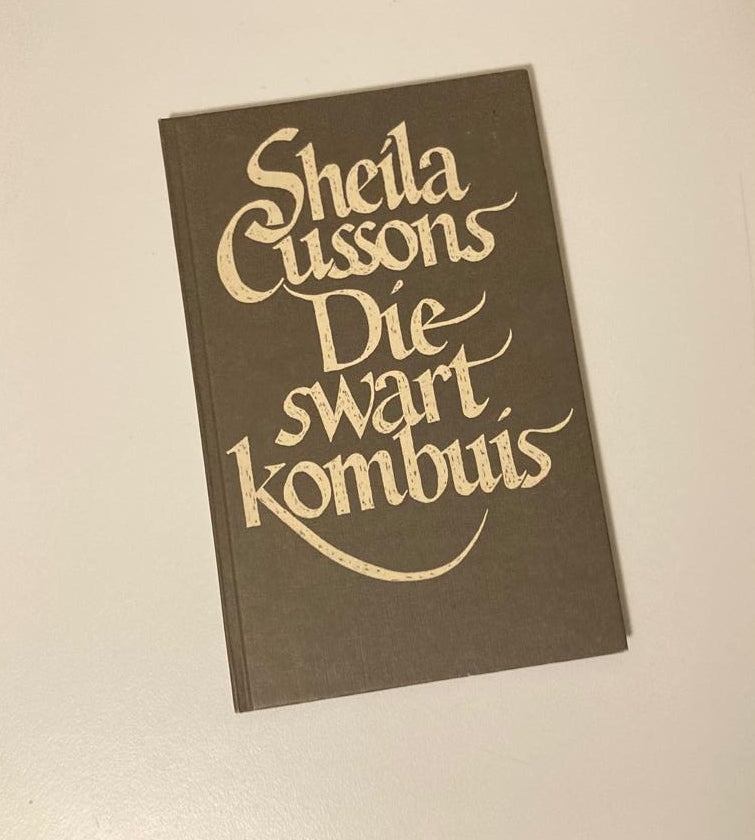 Sheila
Cussons
Die
swart
kombuis